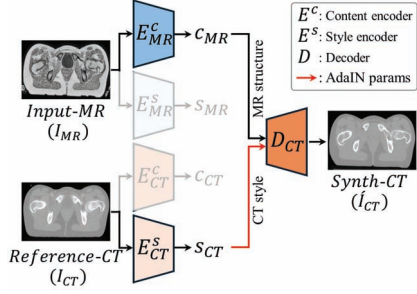 E^c_MR
c_MR
E^s_MR
s_MR
Input-MR
(I_MR)
E^c: Content encoder
E^s: Style encoder
D: Decoder
: AdaIN params
MR structure
D_CT
CT style
Synth-CT
(Í_CT)
E^c_CT
c_CT
E^s_CT
s_CT
Reference-CT
(I_CT)